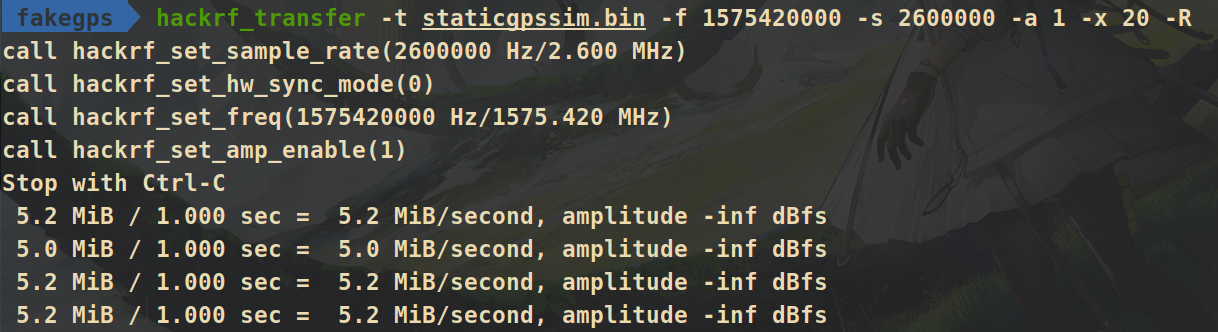 fakegps hackrf_transfer -t staticgpssim.bin -f 1575420000 -s 2600000 -a 1 -x 20 -R
call hackrf_set_sample_rate(2600000 Hz/2.600 MHz)
call hackrf_set_hw_sync_mode(0)
call hackrf_set_freq(1575420000 Hz/1575.420 MHz)
call hackrf_set_amp_enable(1)
Stop with Ctrl-C
5.2 MiB / 1.000 sec =  5.2 MiB/second, amplitude -inf dBfs
5.0 MiB / 1.000 sec =  5.0 MiB/second, amplitude -inf dBfs
5.2 MiB / 1.000 sec =  5.2 MiB/second, amplitude -inf dBfs
5.2 MiB / 1.000 sec =  5.2 MiB/second, amplitude -inf dBfs